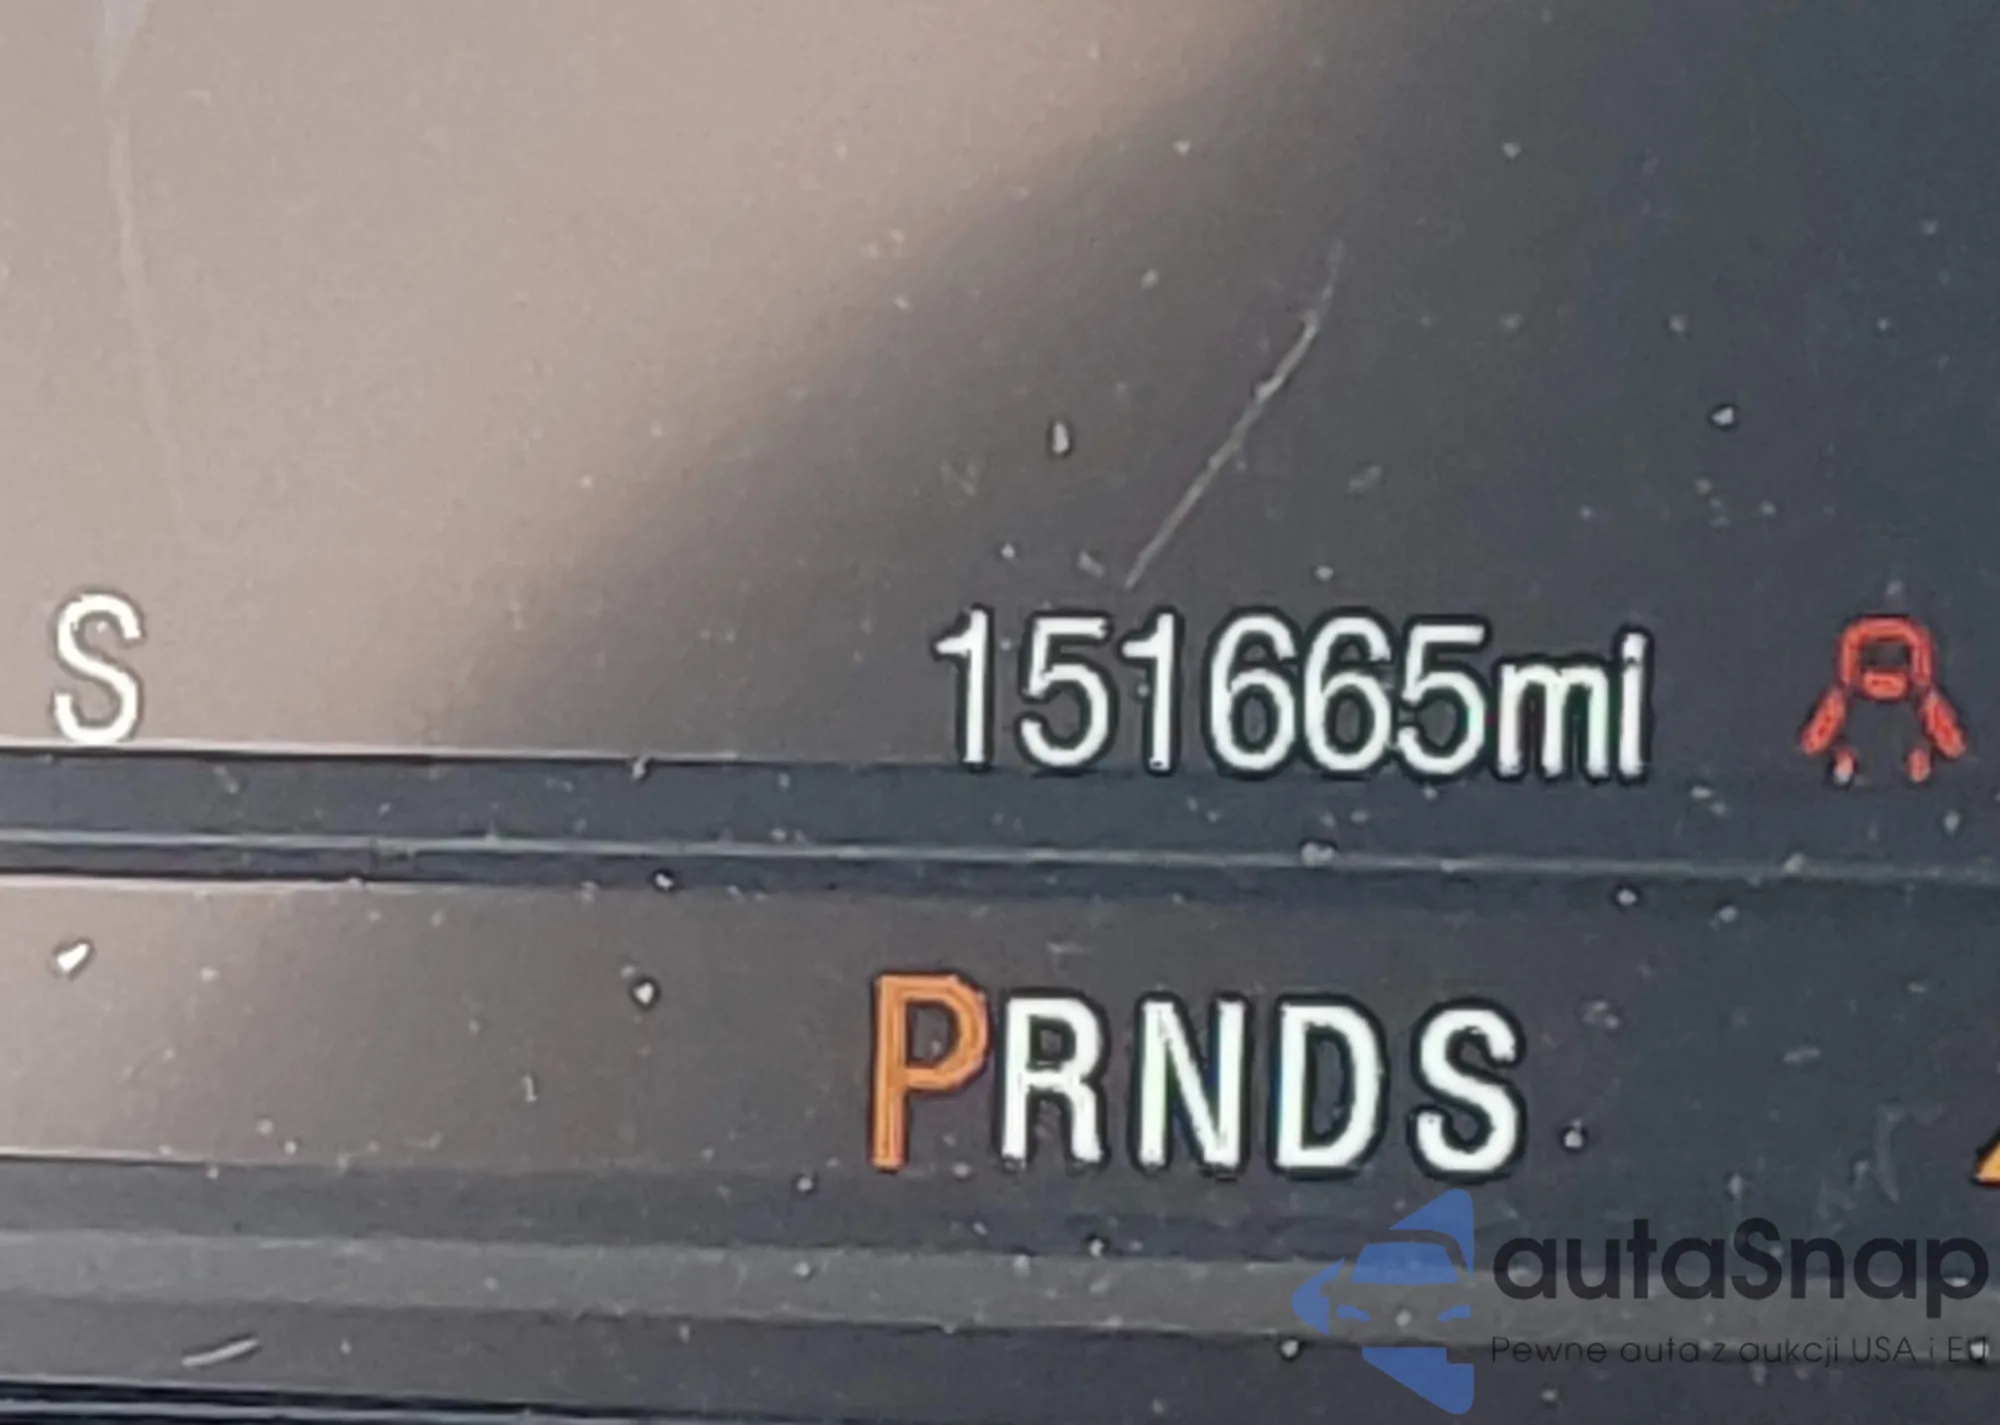 S
151665mi
PRNDS
autaSnap
Pewne auta z aukcji USA i EU